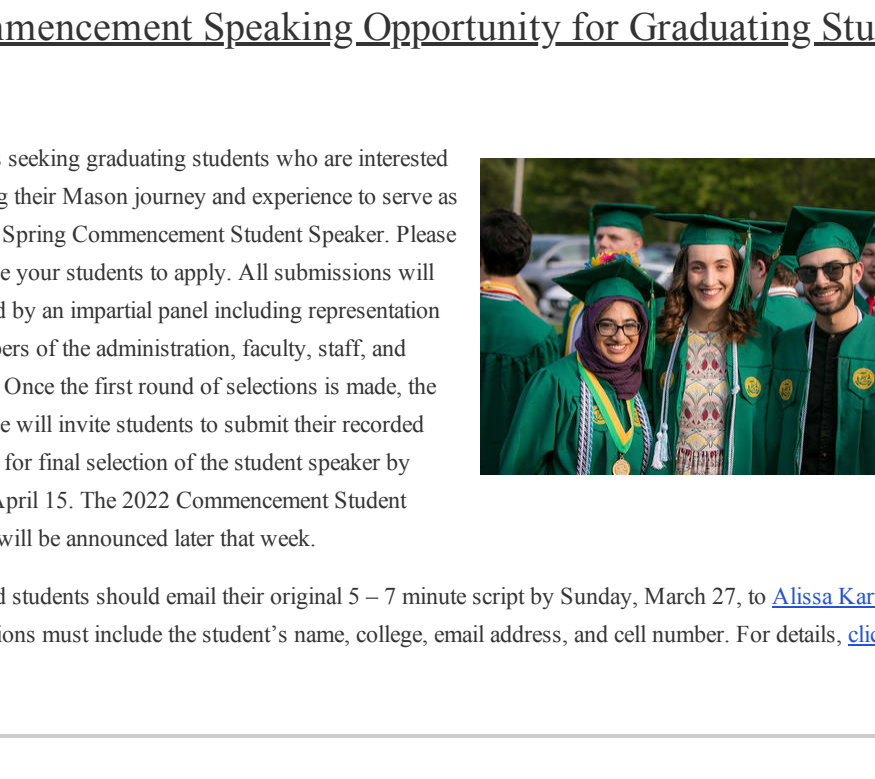 mencement Speaking Opportunity for Graduating Stu
seeking graduating students who are interested
g their Mason journey and experience to serve as
Spring Commencement Student Speaker. Please
e your students to apply. All submissions will
d by an impartial panel including representation
bers of the administration, faculty, staff, and
Once the first round of selections is made, the
e will invite students to submit their recorded
for final selection of the student speaker by
April 15. The 2022 Commencement Student
will be announced later that week.
d students should email their original 5 – 7 minute script by Sunday, March 27, to Alissa Kar
ions must include the student’s name, college, email address, and cell number. For details, clic